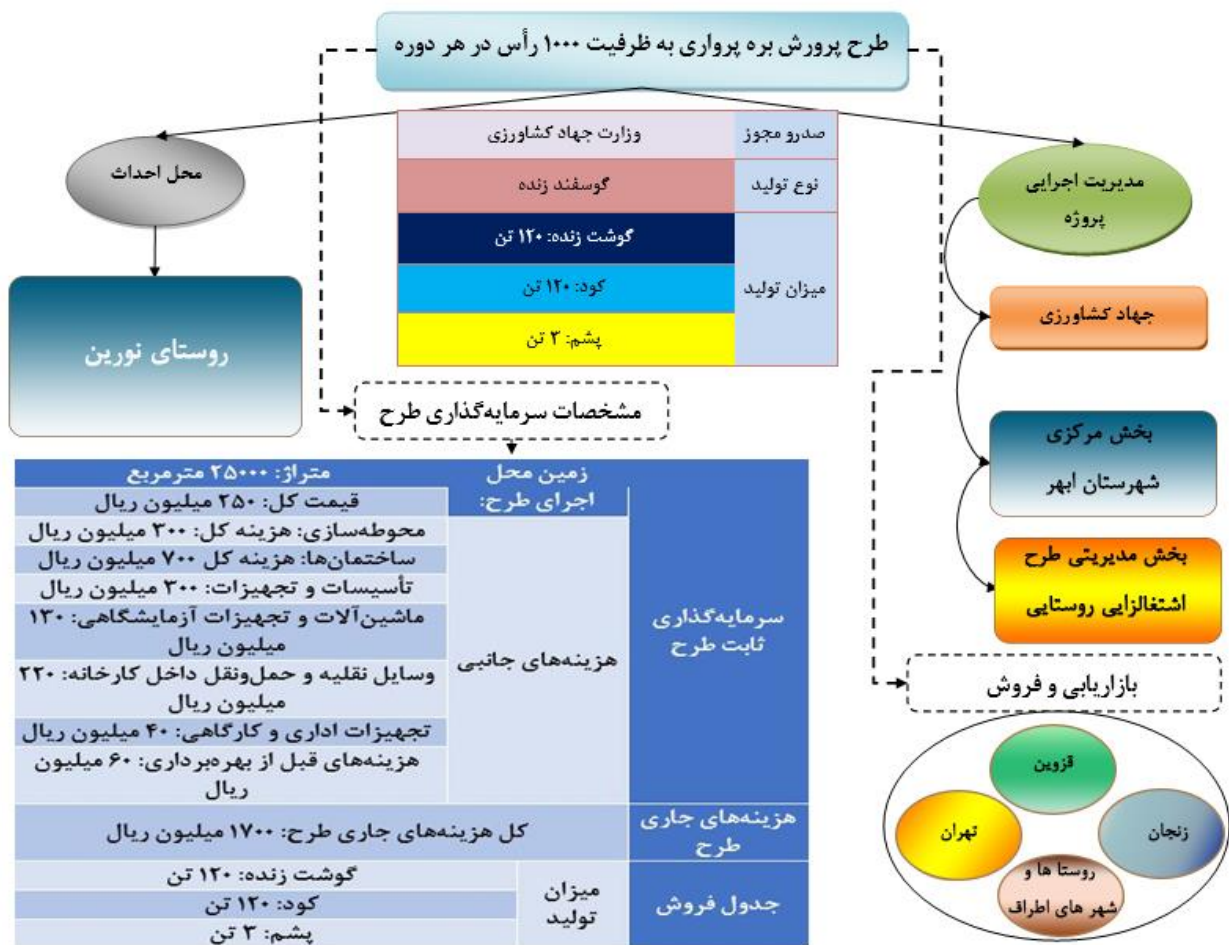 طرح پرورش بره پرواری به ظرفیت ۱۰۰۰ رأس در هر دوره
صدرو مجوز
وزارت جهاد کشاورزی
نوع تولید
گوسفند زنده
میزان تولید
گوشت زنده: ۱۲۰ تن
کود: ۱۲۰ تن
پشم: ۳ تن
مدیریت اجرایی
پروژه
جهاد کشاورزی
بخش مرکزی
شهرستان ابهر
بخش مدیریتی طرح
اشتغالزایی روستایی
بازاریابی و فروش
قزوین
زنجان
تهران
روستا ها و
شهر های اطراف
محل احداث
روستای نورین
مشخصات سرمایه‌گذاری طرح
سرمایه‌گذاری
ثابت طرح
زمین محل
اجرای طرح:
متراژ: ۲۵۰۰۰ مترمربع
قیمت کل: ۲۵۰ میلیون ریال
هزینه‌های جانبی
محوطه‌سازی: هزینه کل: ۳۰۰ میلیون ریال
ساختمان‌ها: هزینه کل ۷۰۰ میلیون ریال
تأسیسات و تجهیزات: ۳۰۰ میلیون ریال
ماشین‌آلات و تجهیزات آزمایشگاهی: ۱۳۰
میلیون ریال
وسایل نقلیه و حمل‌ونقل داخل کارخانه: ۲۲۰
میلیون ریال
تجهیزات اداری و کارگاهی: ۴۰ میلیون ریال
هزینه‌های قبل از بهره‌برداری: ۶۰ میلیون
ریال
هزینه‌های جاری
طرح
کل هزینه‌های جاری طرح: ۱۷۰۰ میلیون ریال
جدول فروش
میزان
تولید
گوشت زنده: ۱۲۰ تن
کود: ۱۲۰ تن
پشم: ۳ تن